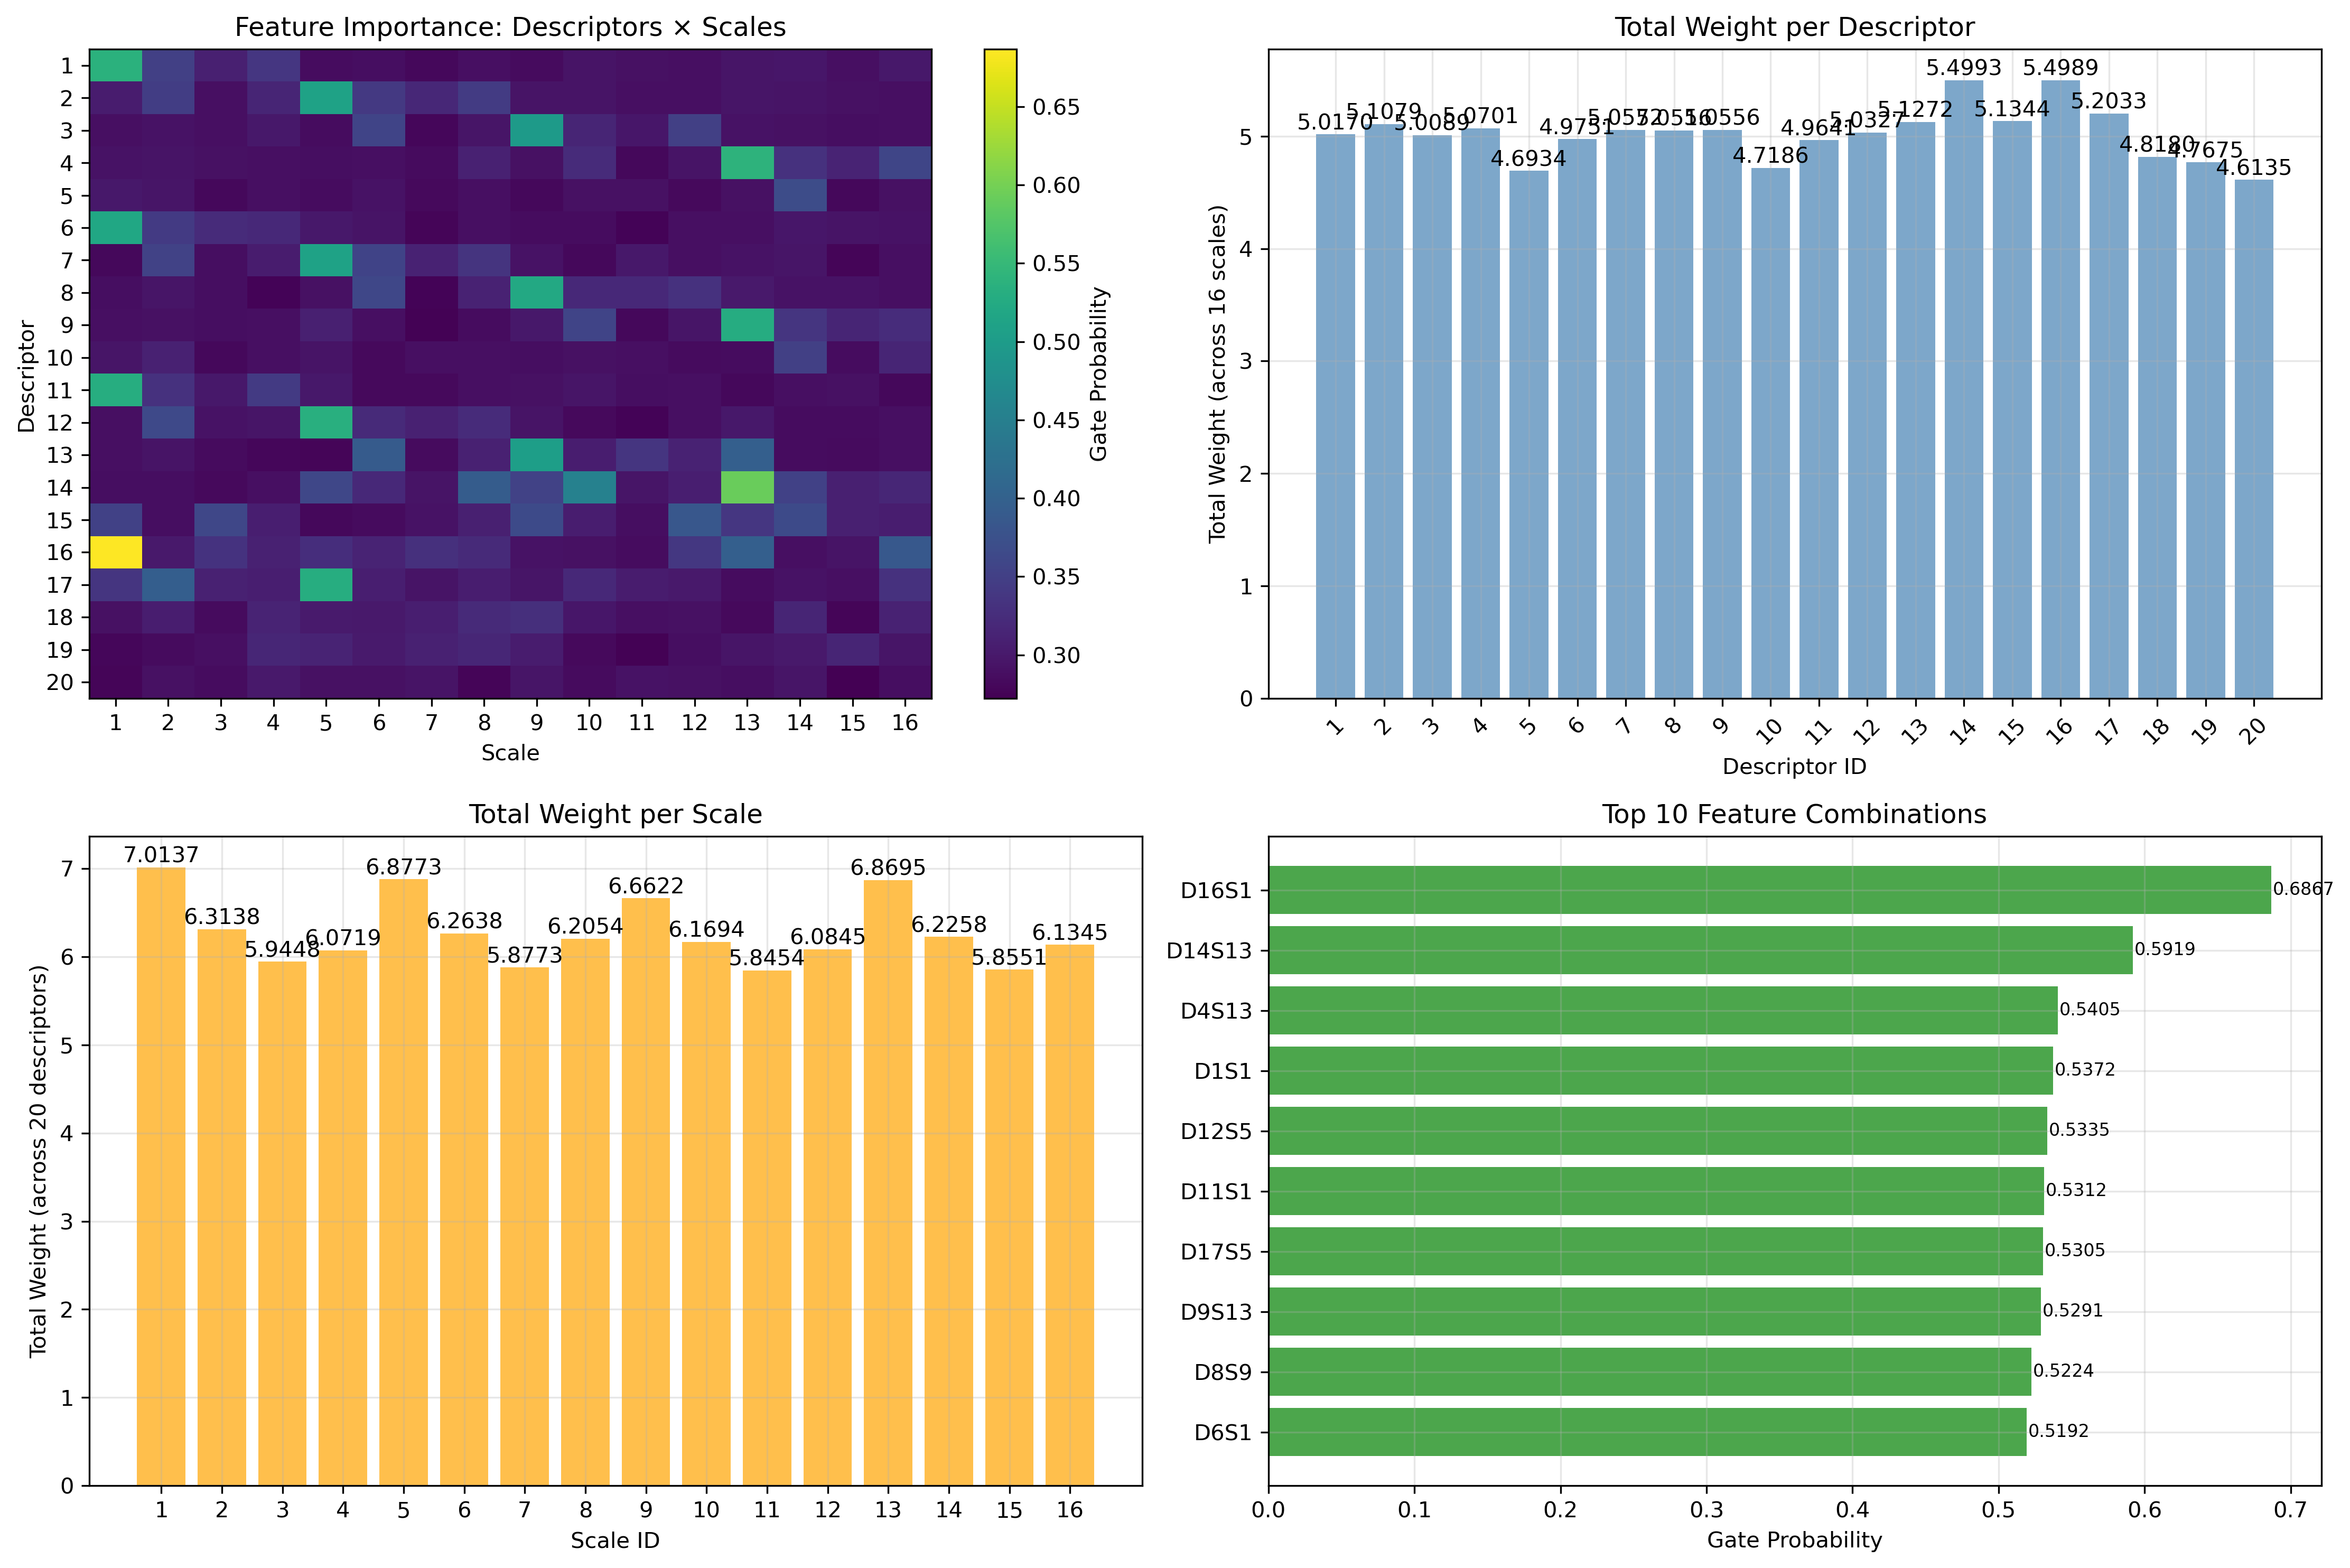 Feature Importance: Descriptors × Scales
Descriptor
1
2
3
4
5
6
7
8
9
10
11
12
13
14
15
16
17
18
19
20
1 2 3 4 5 6 7 8 9 10 11 12 13 14 15 16
Scale
0.65
0.60
0.55
0.50
0.45
0.40
0.35
0.30
Gate Probability
Total Weight per Descriptor
Total Weight (across 16 scales)
5
4
3
2
1
0
5.0170 5.1079 5.0089 5.0701 4.6934 4.9751 5.0572 5.0516 5.0556 4.7186 4.9641 5.0327 5.1272 5.4993 5.1344 5.4989 5.2033 4.8180 4.7675 4.6135
1 2 3 4 5 6 7 8 9 10 11 12 13 14 15 16 17 18 19 20
Descriptor ID
Total Weight per Scale
Total Weight (across 20 descriptors)
7
6
5
4
3
2
1
0
7.0137 6.3138 5.9448 6.0719 6.8773 6.2638 5.8773 6.2054 6.6622 6.1694 5.8454 6.0845 6.8695 6.2258 5.8551 6.1345
1 2 3 4 5 6 7 8 9 10 11 12 13 14 15 16
Scale ID
Top 10 Feature Combinations
D16S1 0.6867
D14S13 0.5919
D4S13 0.5405
D1S1 0.5372
D12S5 0.5335
D11S1 0.5312
D17S5 0.5305
D9S13 0.5291
D8S9 0.5224
D6S1 0.5192
0.0 0.1 0.2 0.3 0.4 0.5 0.6 0.7
Gate Probability